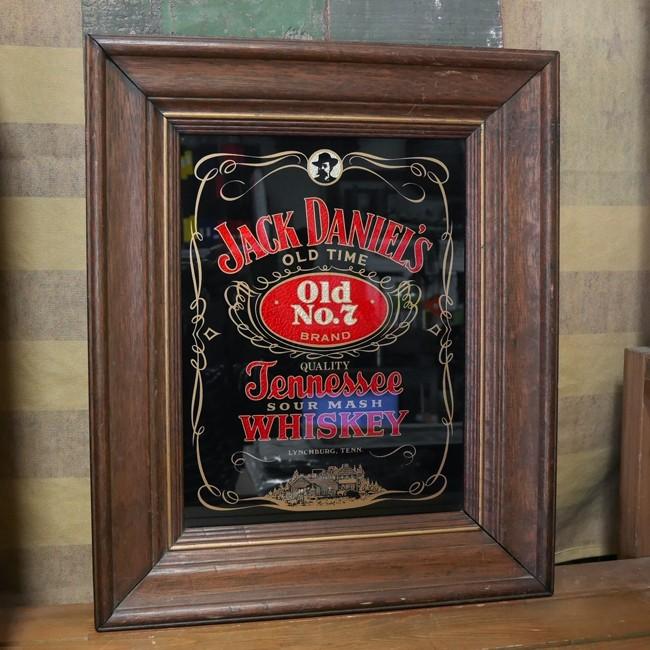 JACK DANIEL'S
OLD TIME
Old
No.7
BRAND
QUALITY
Tennessee
SOUR MASH
WHISKEY
LYNCHBURG, TENN.